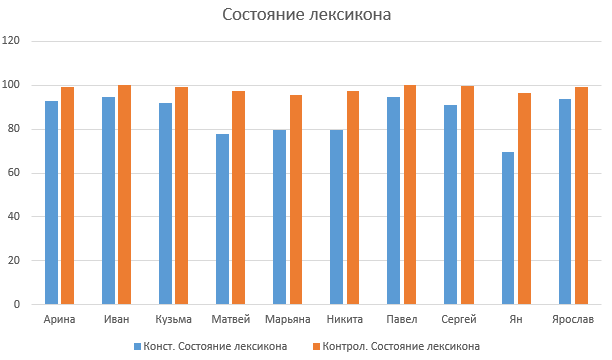 Состояние лексикона
120
100
80
60
40
20
0
Арина Иван Кузьма Матвей Марьяна Никита Павел Сергей Ян Ярослав
Конст. Состояние лексикона Контрол. Состояние лексикона